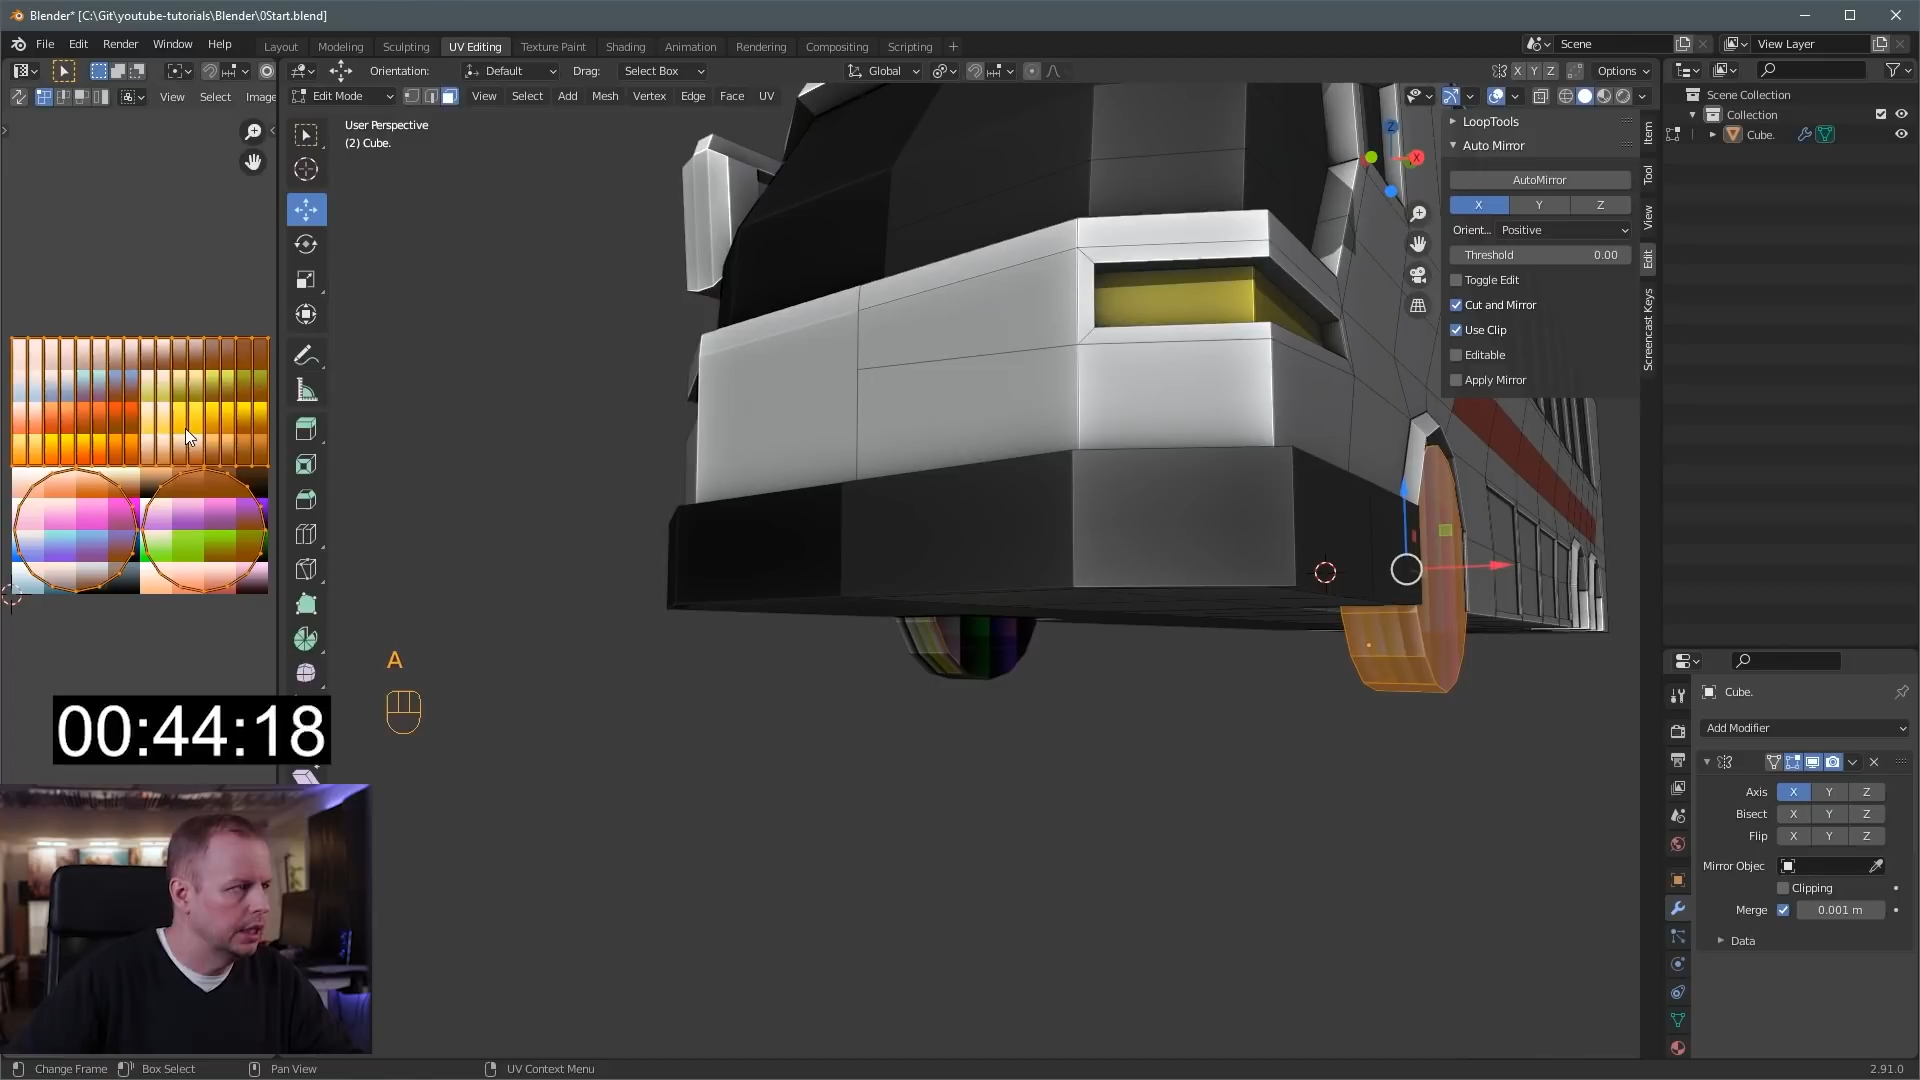 Blender* [C:\Git\youtube-tutorials\Blender\0Start.blend]
File Edit Render Window Help
Layout Modeling Sculpting UV Editing Texture Paint Shading Animation Rendering Compositing Scripting +
Scene
View Layer
Orientation: Default Drag: Select Box
Global
X Y Z Options
View Select Image
Edit Mode View Select Add Mesh Vertex Edge Face UV
User Perspective
(2) Cube.
Z
X
LoopTools
Auto Mirror
AutoMirror
X Y Z
Orient... Positive
Threshold 0.00
Toggle Edit
Cut and Mirror
Use Clip
Editable
Apply Mirror
Item
Tool
View
Edit
Screencast Keys
Scene Collection
Collection
Cube.
A
00:44:18
Cube.
Add Modifier
Axis X Y Z
Bisect X Y Z
Flip X Y Z
Mirror Objec
Clipping
Merge 0.001 m
Data
Change Frame Box Select Pan View UV Context Menu 2.91.0